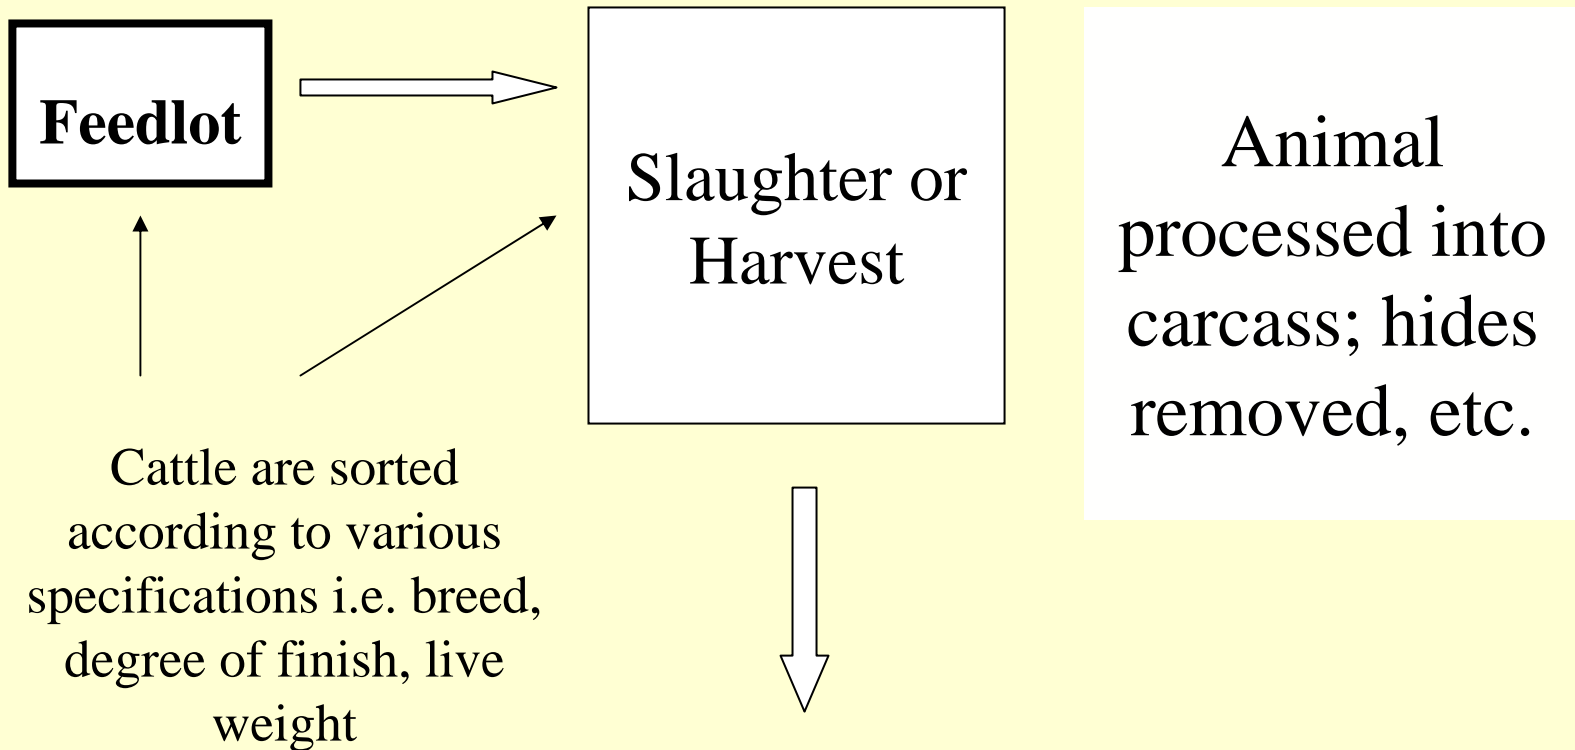 Feedlot
Slaughter or
Harvest
Animal
processed into
carcass; hides
removed, etc.
Cattle are sorted
according to various
specifications i.e. breed,
degree of finish, live
weight